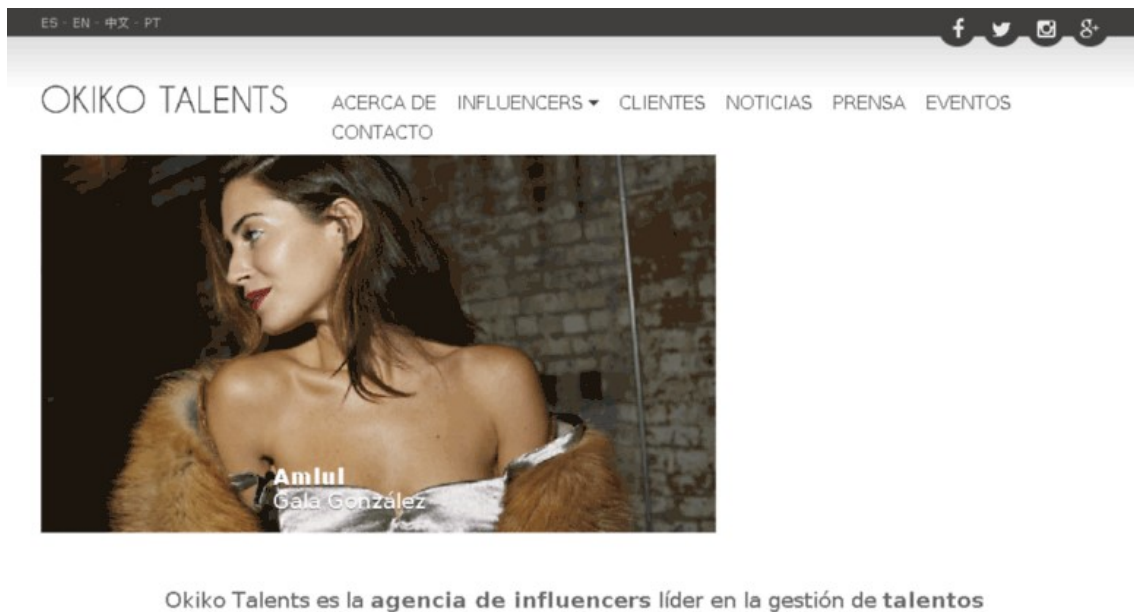 ES - EN - 中文 - PT
OKIKO TALENTS
ACERCA DE INFLUENCERS CLIENTES NOTICIAS PRENSA EVENTOS
CONTACTO
Amlul
Gala González
Okiko Talents es la agencia de influencers líder en la gestión de talentos